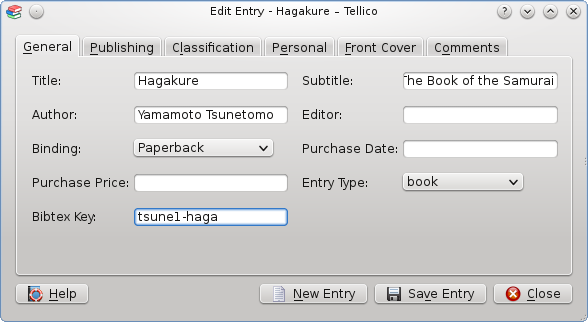 Edit Entry - Hagakure – Tellico
General Publishing Classification Personal Front Cover Comments
Title: Hagakure Subtitle: The Book of the Samurai
Author: Yamamoto Tsunetomo Editor:
Binding: Paperback Purchase Date:
Purchase Price: Entry Type: book
Bibtex Key: tsune1-haga
Help New Entry Save Entry Close